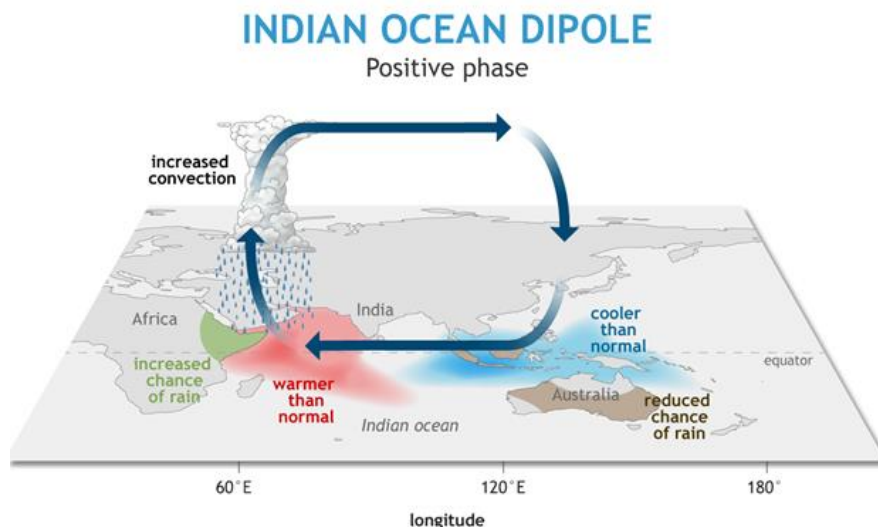 INDIAN OCEAN DIPOLE
Positive phase
increased
convection
Africa
India
cooler
than
normal
equator
increased
chance
of rain
warmer
than
normal
Australia
reduced
chance
of rain
Indian ocean
60°E
120°E
180°
longitude